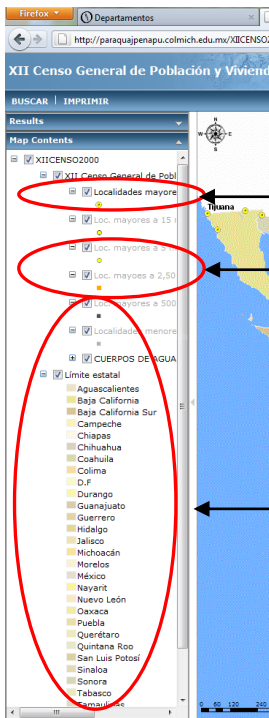 Firefox
Departamentos
http://paraquajpenapu.colmich.edu.mx/XIICENSO2
XII Censo General de Población y Viviend
BUSCAR | IMPRIMIR
Results
Map Contents
XIICENSO2000
XII Censo General de Pobl
Localidades mayore
Loc. mayores a 15
Loc. mayores a 5
Loc. mayoes a 2,50
Loc. mayores a 500
Localidades menore
CUERPOS DE AGUA
Límite estatal
Aguascalientes
Baja California
Baja California Sur
Campeche
Chiapas
Chihuahua
Coahuila
Colima
D.F
Durango
Guanajuato
Guerrero
Hidalgo
Jalisco
Michoacán
Morelos
México
Nayarit
Nuevo León
Oaxaca
Puebla
Querétaro
Quintana Roo
San Luis Potosí
Sinaloa
Sonora
Tabasco
Tamaulipas
N
W E
S
Tijuana
0 60 120 240